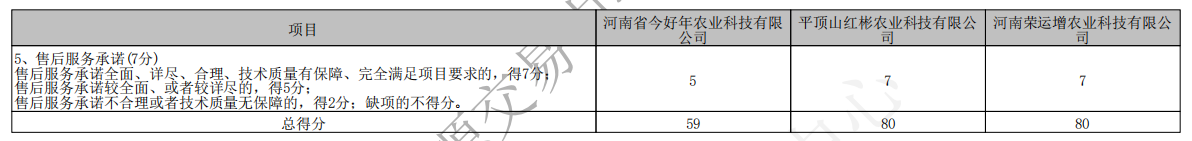 项目
河南省今好年农业科技有限
公司
平顶山红彬农业科技有限公
司
河南荣运增农业科技有限公
司
5、售后服务承诺(7分)
售后服务承诺全面、详尽、合理、技术质量有保障、完全满足项目要求的，得7分；
售后服务承诺较全面、或者较详尽的，得5分；
售后服务承诺不合理或者技术质量无保障的，得2分；缺项的不得分。
5
7
7
总得分
59
80
80
源交易
中心